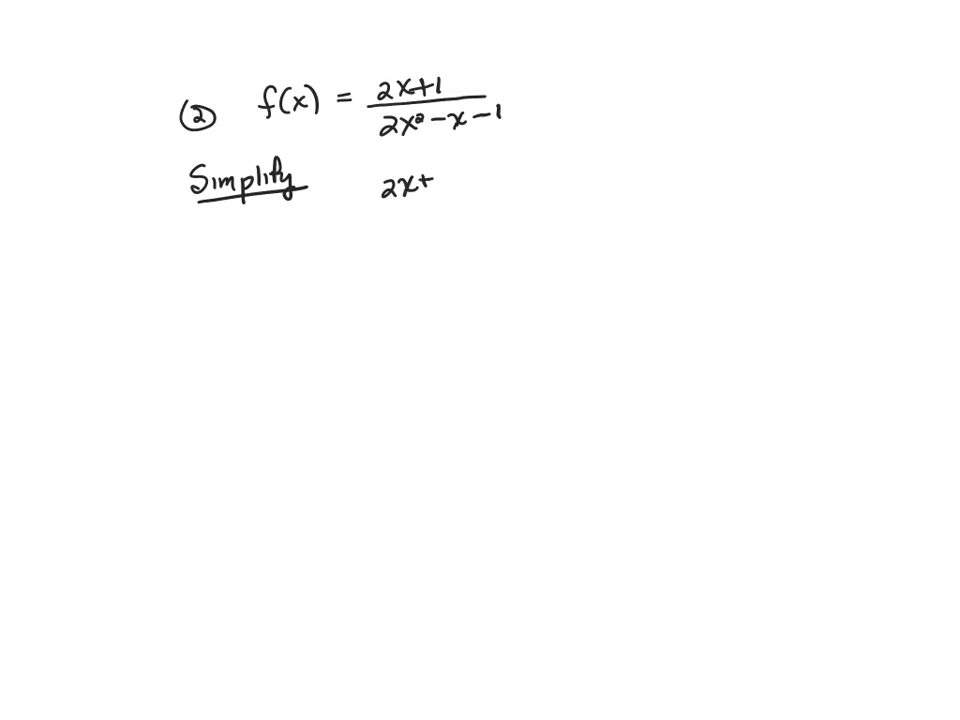 ② f(x) = (2x+1)/(2x² - x - 1)
Simplify 2x+